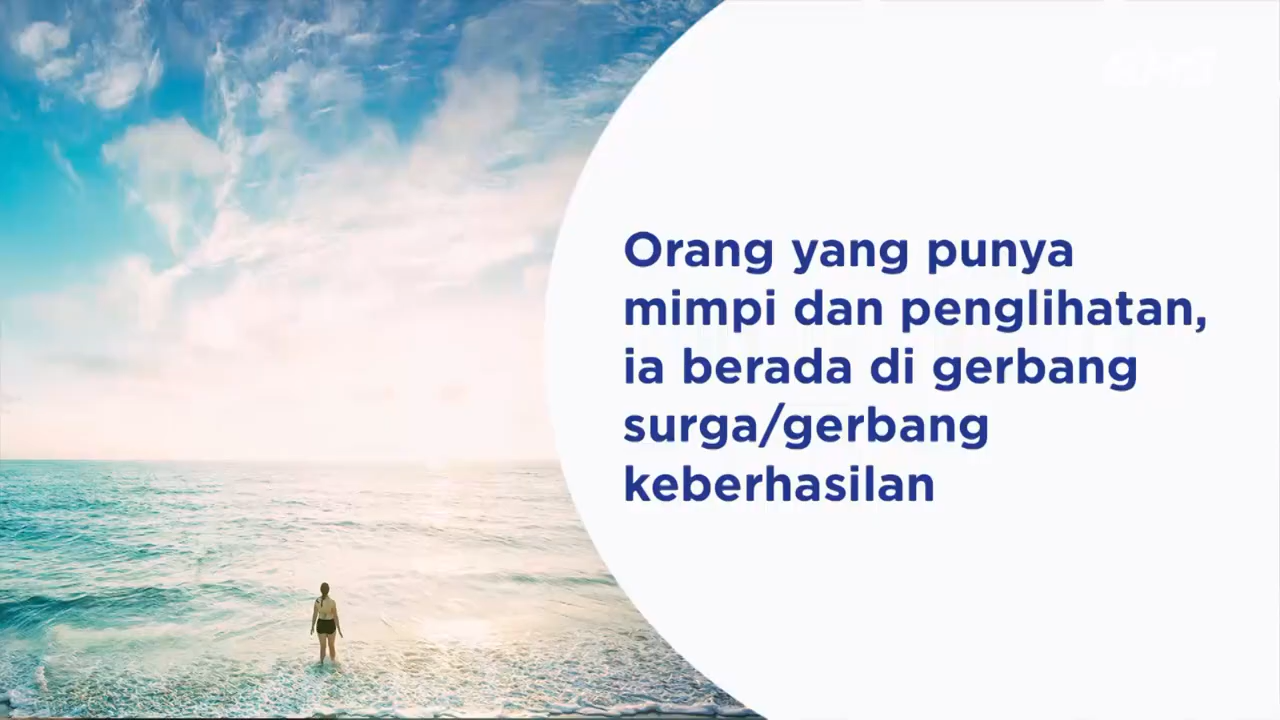 Orang yang punya
mimpi dan penglihatan,
ia berada di gerbang
surga/gerbang
keberhasilan